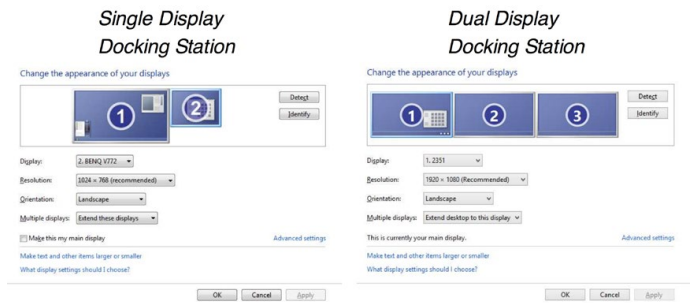 Single Display
Docking Station
Change the appearance of your displays
1
2
Detect
Identify
Display: 2. BENQ V772
Resolution: 1024 × 768 (recommended)
Orientation: Landscape
Multiple displays: Extend these displays
Make this my main display
Advanced settings
Make text and other items larger or smaller
What display settings should I choose?
OK Cancel Apply
Dual Display
Docking Station
Change the appearance of your displays
1
2
3
Detect
Identify
Display: 1. 2351
Resolution: 1920 × 1080 (Recommended)
Orientation: Landscape
Multiple displays: Extend desktop to this display
This is currently your main display.
Advanced settings
Make text and other items larger or smaller
What display settings should I choose?
OK Cancel Apply